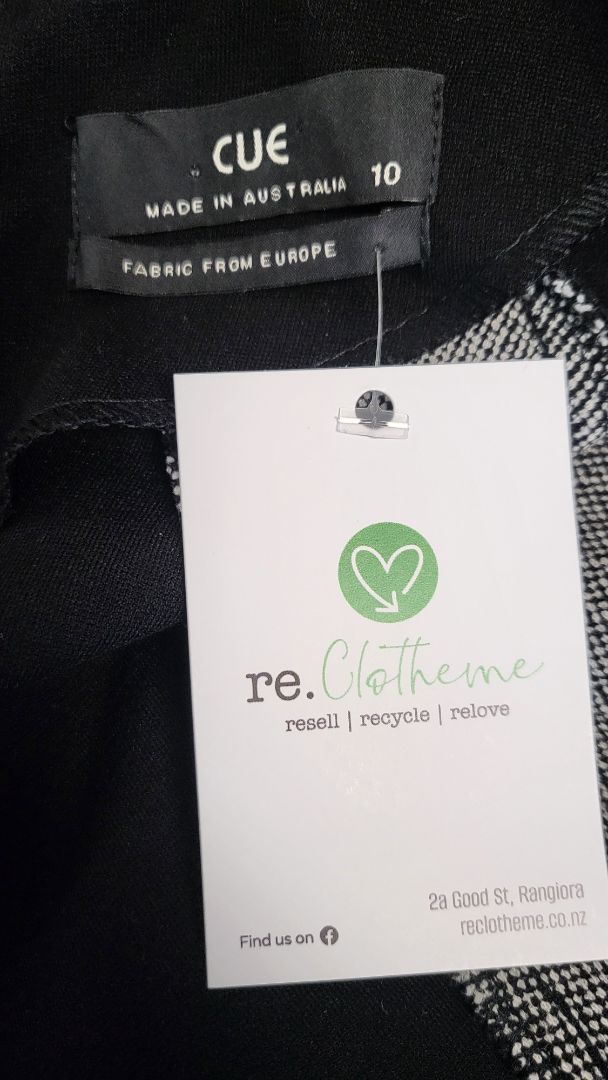 CUE
MADE IN AUSTRALIA 10
FABRIC FROM EUROPE
re.Clotheme
resell | recycle | relove
2a Good St, Rangiora
reclotheme.co.nz
Find us on